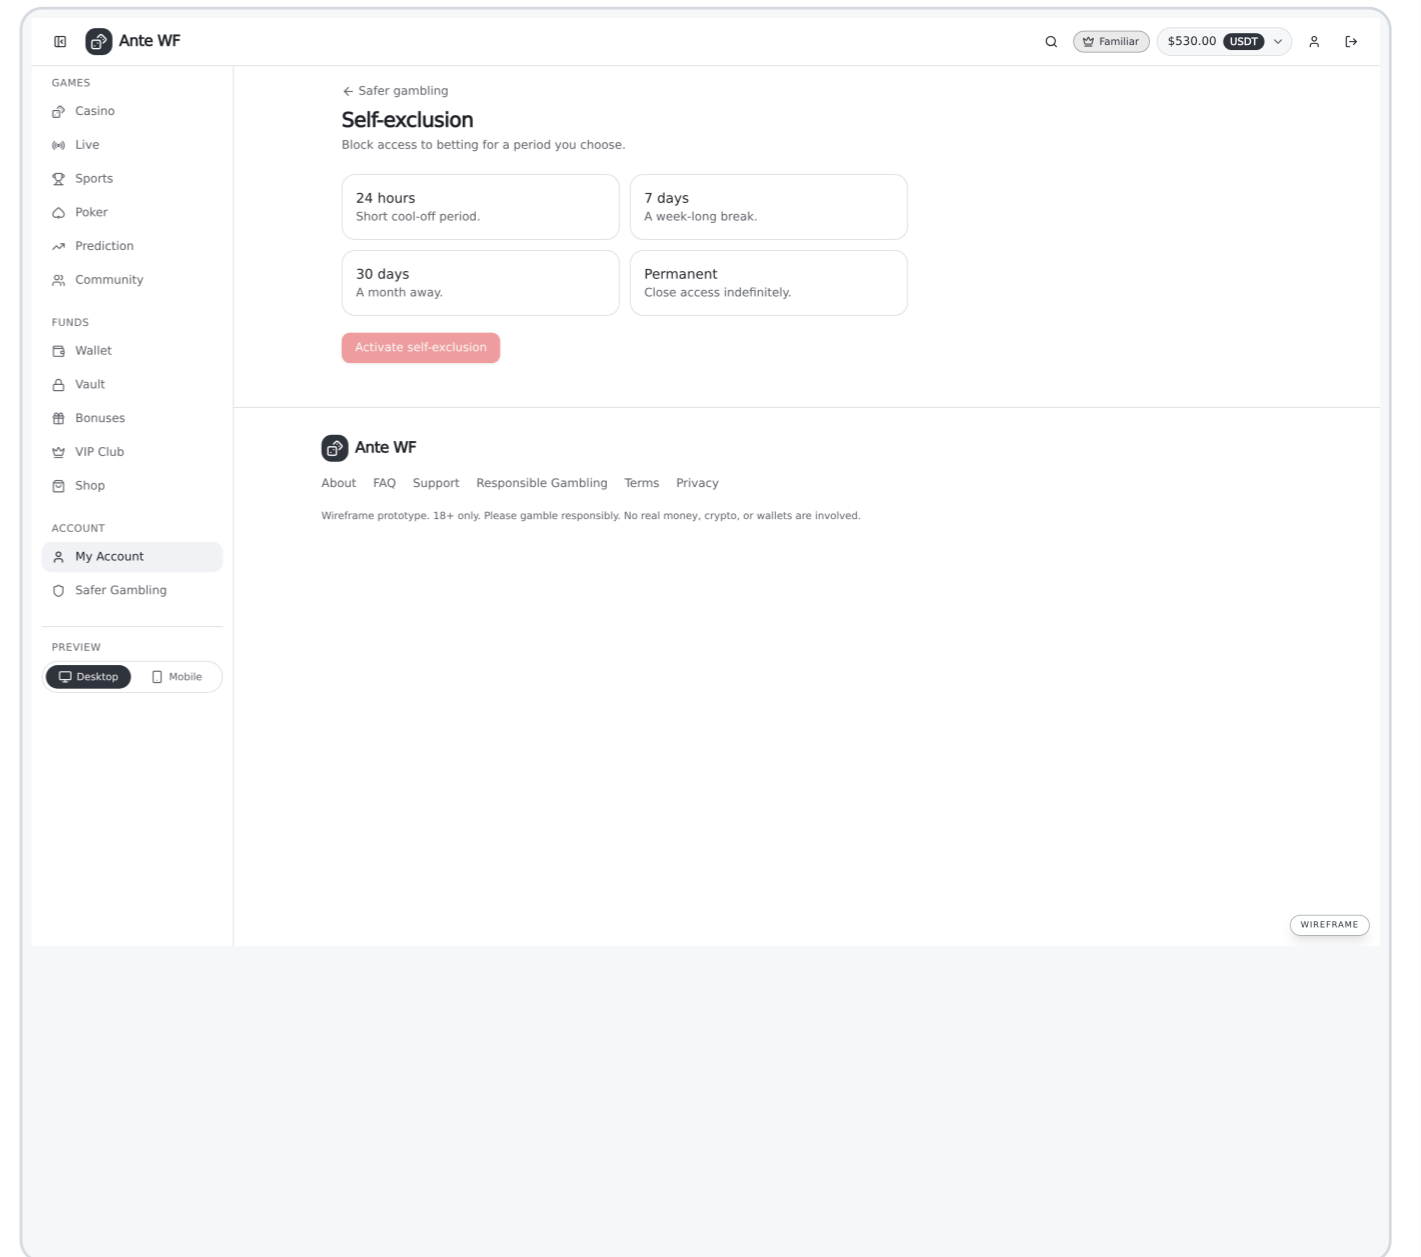 Ante WF
Familiar
$530.00 USDT
GAMES
Casino
Live
Sports
Poker
Prediction
Community
FUNDS
Wallet
Vault
Bonuses
VIP Club
Shop
ACCOUNT
My Account
Safer Gambling
PREVIEW
Desktop Mobile
Safer gambling
Self-exclusion
Block access to betting for a period you choose.
24 hours
Short cool-off period.
7 days
A week-long break.
30 days
A month away.
Permanent
Close access indefinitely.
Activate self-exclusion
Ante WF
About FAQ Support Responsible Gambling Terms Privacy
Wireframe prototype. 18+ only. Please gamble responsibly. No real money, crypto, or wallets are involved.
WIREFRAME